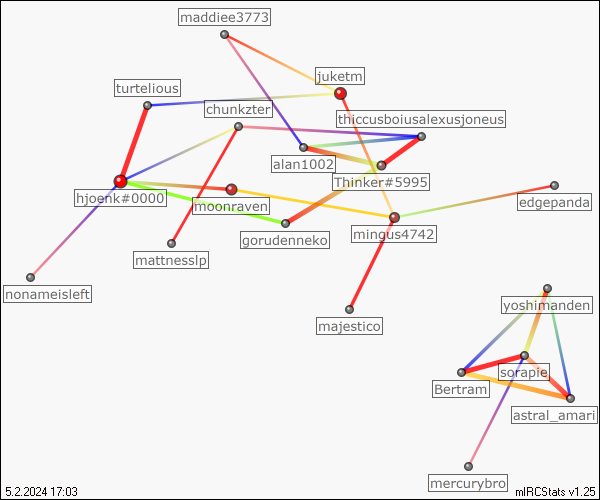 maddiee3773
juketm
turtelious
chunkzter
thiccusboiusalexusjoneus
alan1002
Thinker#5995
hjoenk#0000
moonraven
edgepanda
gorudenneko
mingus4742
mattnesslp
nonameisleft
yoshimanden
majestico
sorapie
Bertram
astral_amari
mercurybro
5.2.2024 17:03
mIRCStats v1.25